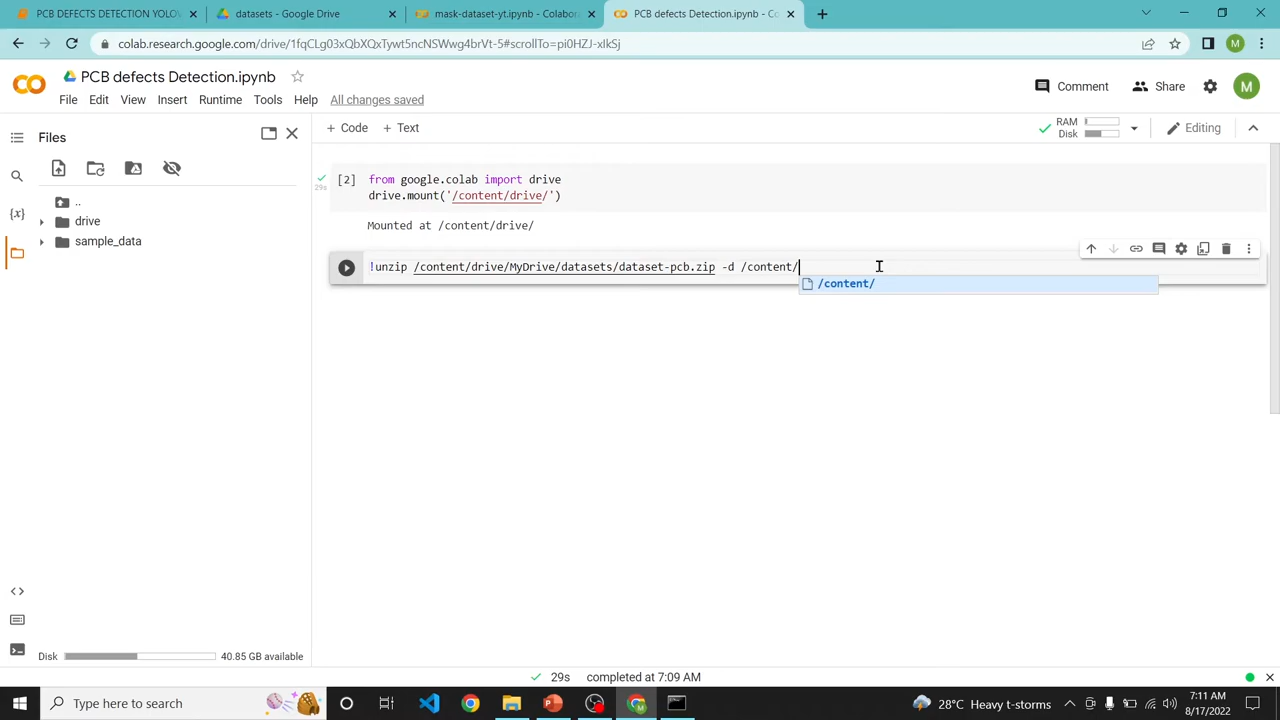 PCB DEFECTS DETECTION YOLOV
datasets - Google Drive
mask-dataset-yt.ipynb - Colabora
PCB defects Detection.ipynb - Co
colab.research.google.com/drive/1fqCLg03xQbXQxTywt5ncNSWwg4brVt-5#scrollTo=pi0HZJ-xIkSj
M
PCB defects Detection.ipynb
File Edit View Insert Runtime Tools Help All changes saved
Comment Share M
Files
+ Code + Text
RAM
Disk
Editing
..
drive
sample_data
[2] from google.colab import drive
29s
drive.mount('/content/drive/')
Mounted at /content/drive/
!unzip /content/drive/MyDrive/datasets/dataset-pcb.zip -d /content/
/content/
{x}
Disk 40.85 GB available
29s completed at 7:09 AM
Type here to search
28°C Heavy t-storms
7:11 AM
8/17/2022